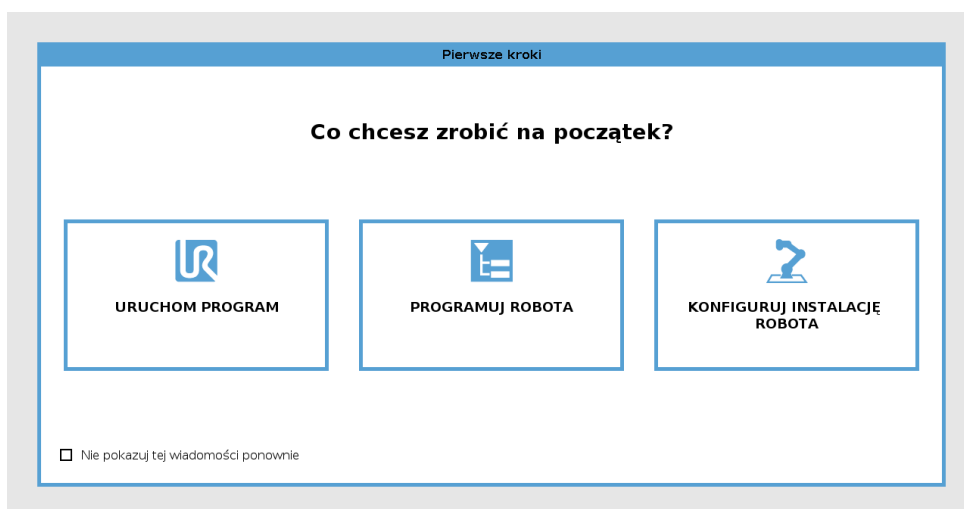 Pierwsze kroki
Co chcesz zrobić na początek?
URUCHOM PROGRAM
PROGRAMUJ ROBOTA
KONFIGURUJ INSTALACJĘ
ROBOTA
Nie pokazuj tej wiadomości ponownie